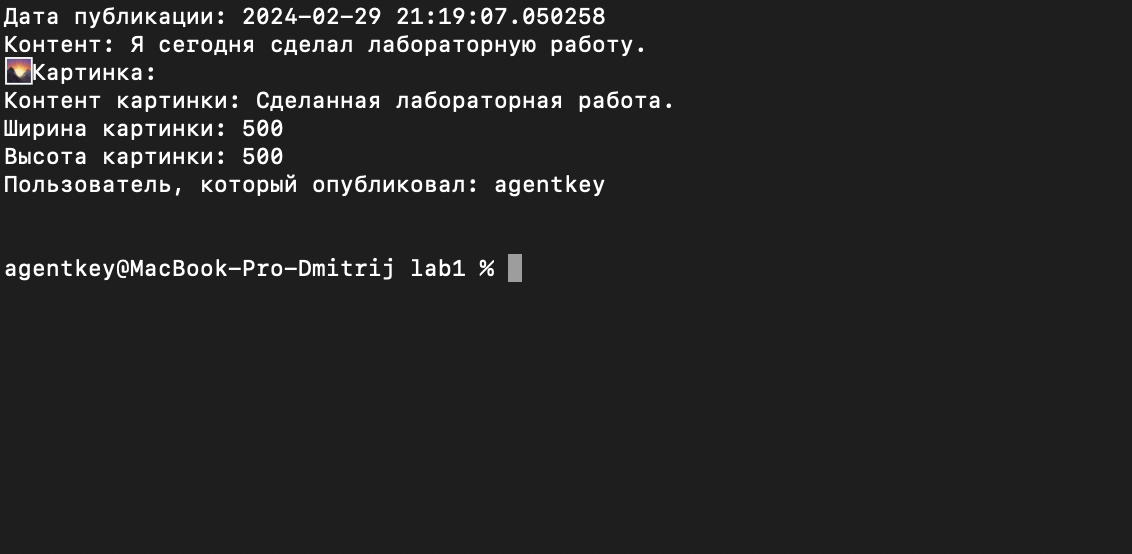 Дата публикации: 2024-02-29 21:19:07.050258
Контент: Я сегодня сделал лабораторную работу.
🌄Картинка:
Контент картинки: Сделанная лабораторная работа.
Ширина картинки: 500
Высота картинки: 500
Пользователь, который опубликовал: agentkey
agentkey@MacBook-Pro-Dmitrij lab1 %